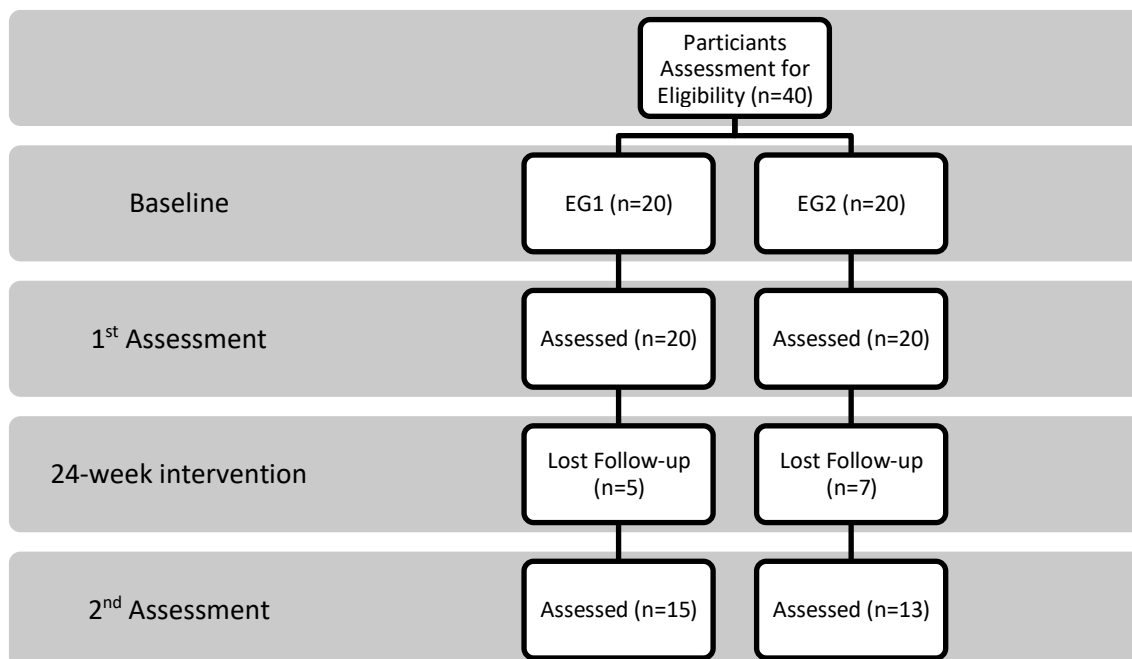 Particiants
Assessment for
Eligibility (n=40)
Baseline
EG1 (n=20)
EG2 (n=20)
1st Assessment
Assessed (n=20)
Assessed (n=20)
24-week intervention
Lost Follow-up
(n=5)
Lost Follow-up
(n=7)
2nd Assessment
Assessed (n=15)
Assessed (n=13)